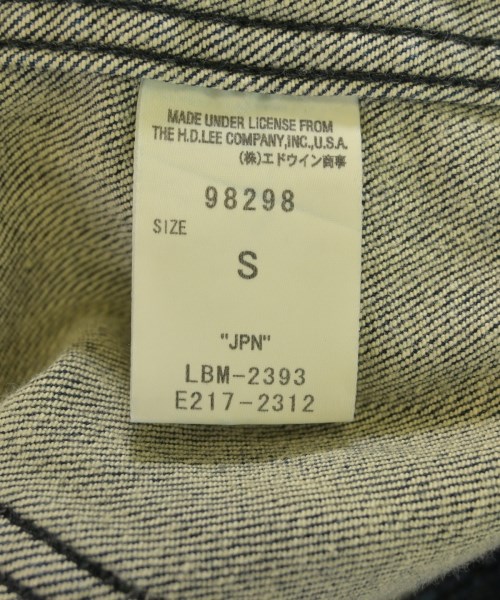 MADE UNDER LICENSE FROM
THE H.D.LEE COMPANY,INC.,U.S.A.
(株)エドウイン商事
98298
SIZE
S
"JPN"
LBM-2393
E217-2312